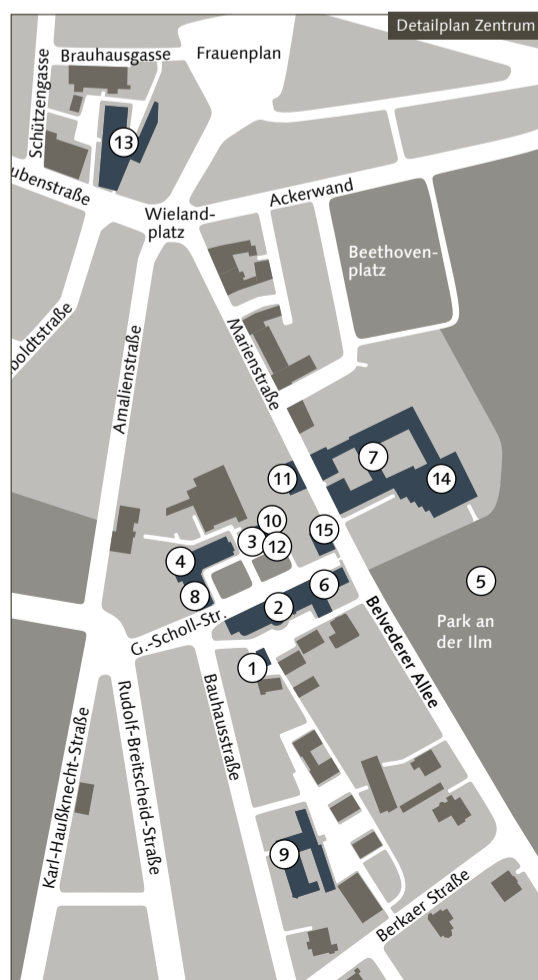 Detailplan Zentrum
Brauhausgasse
Frauenplan
Schützengasse
13
ubenstraße
Wieland-
platz
Ackerwand
Beethoven-
platz
boldtstraße
Amalienstraße
Marienstraße
7
11
14
10
3
12
15
4
8
6
2
5
G.-Scholl-Str.
Park an
der Ilm
1
Belvederer Allee
Bauhausstraße
Rudolf-Breitscheid-Straße
Karl-Haußknecht-Straße
9
Berkaer Straße